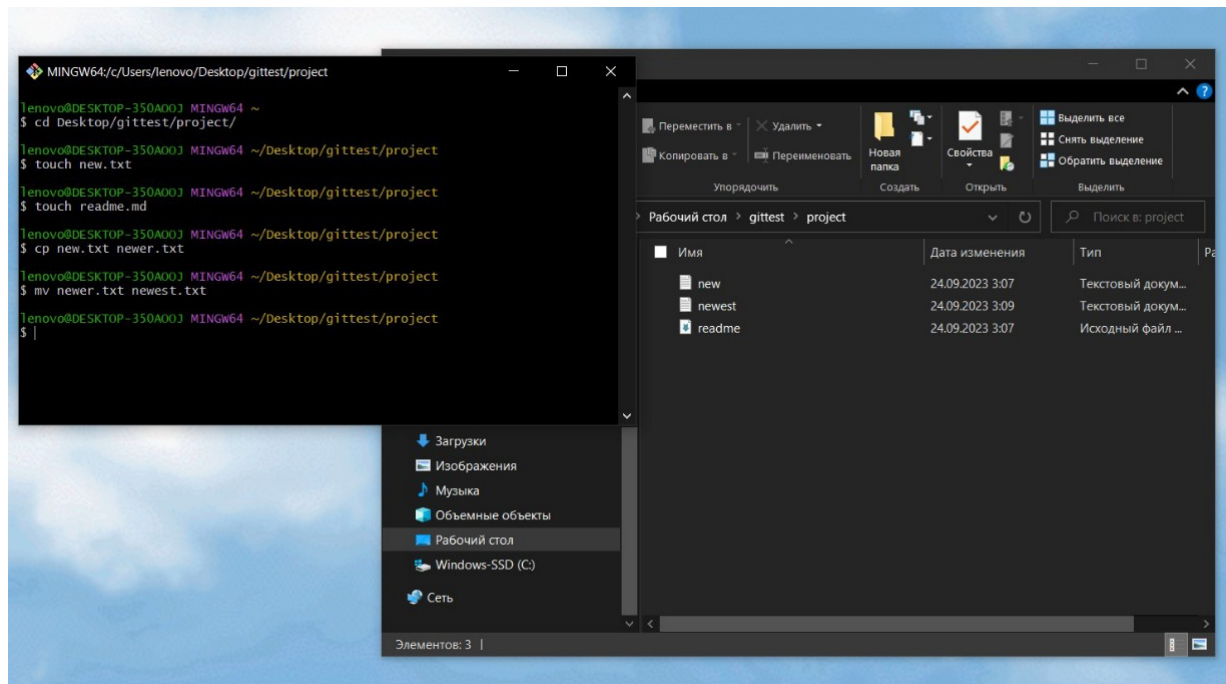 MINGW64:/c/Users/lenovo/Desktop/gittest/project
lenovo@DESKTOP-350AOOJ MINGW64 ~
$ cd Desktop/gittest/project/
lenovo@DESKTOP-350AOOJ MINGW64 ~/Desktop/gittest/project
$ touch new.txt
lenovo@DESKTOP-350AOOJ MINGW64 ~/Desktop/gittest/project
$ touch readme.md
lenovo@DESKTOP-350AOOJ MINGW64 ~/Desktop/gittest/project
$ cp new.txt newer.txt
lenovo@DESKTOP-350AOOJ MINGW64 ~/Desktop/gittest/project
$ mv newer.txt newest.txt
lenovo@DESKTOP-350AOOJ MINGW64 ~/Desktop/gittest/project
$
Переместить в
Удалить
Копировать в
Переименовать
Упорядочить
Новая
папка
Создать
Свойства
Открыть
Выделить все
Снять выделение
Обратить выделение
Выделить
Рабочий стол > gittest > project
Поиск в: project
Имя Дата изменения Тип Ра
new 24.09.2023 3:07 Текстовый докум...
newest 24.09.2023 3:09 Текстовый докум...
readme 24.09.2023 3:07 Исходный файл ...
Загрузки
Изображения
Музыка
Объемные объекты
Рабочий стол
Windows-SSD (C:)
Сеть
Элементов: 3